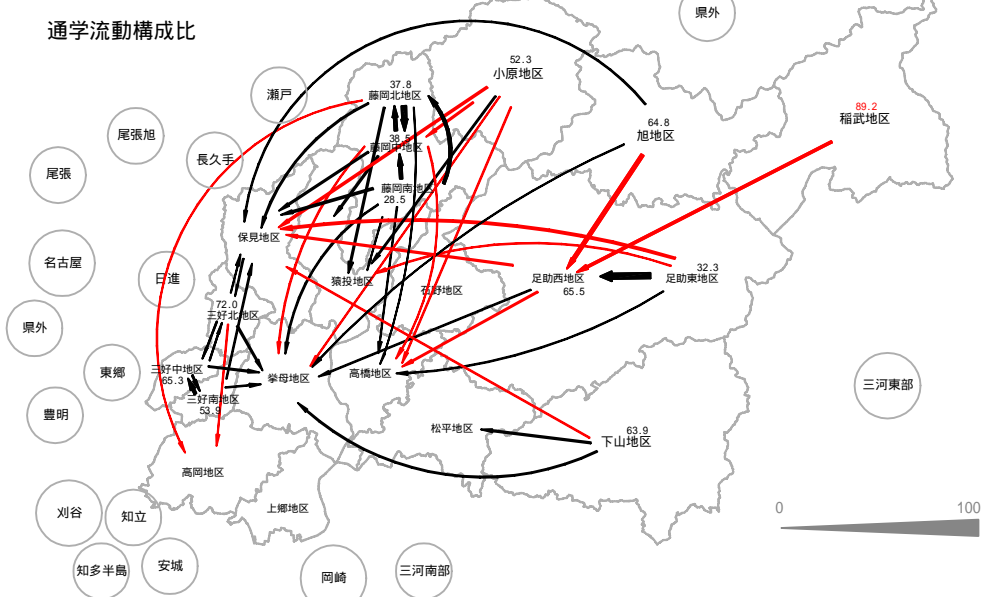 県外
通学流動構成比
52.3
小原地区
37.8
藤岡北地区
瀬戸
89.2
稲武地区
64.8
旭地区
尾張旭
38.5
藤岡中地区
長久手
尾張
藤岡南地区
28.5
保見地区
名古屋
日進
猿投地区
石野地区
足助西地区
65.5
32.3
足助東地区
72.0
三好北地区
県外
東郷
三好中地区
65.3
挙母地区
高橋地区
三河東部
三好南地区
53.9
豊明
松平地区
63.9
下山地区
高岡地区
上郷地区
刈谷
知立
0
100
知多半島
安城
岡崎
三河南部